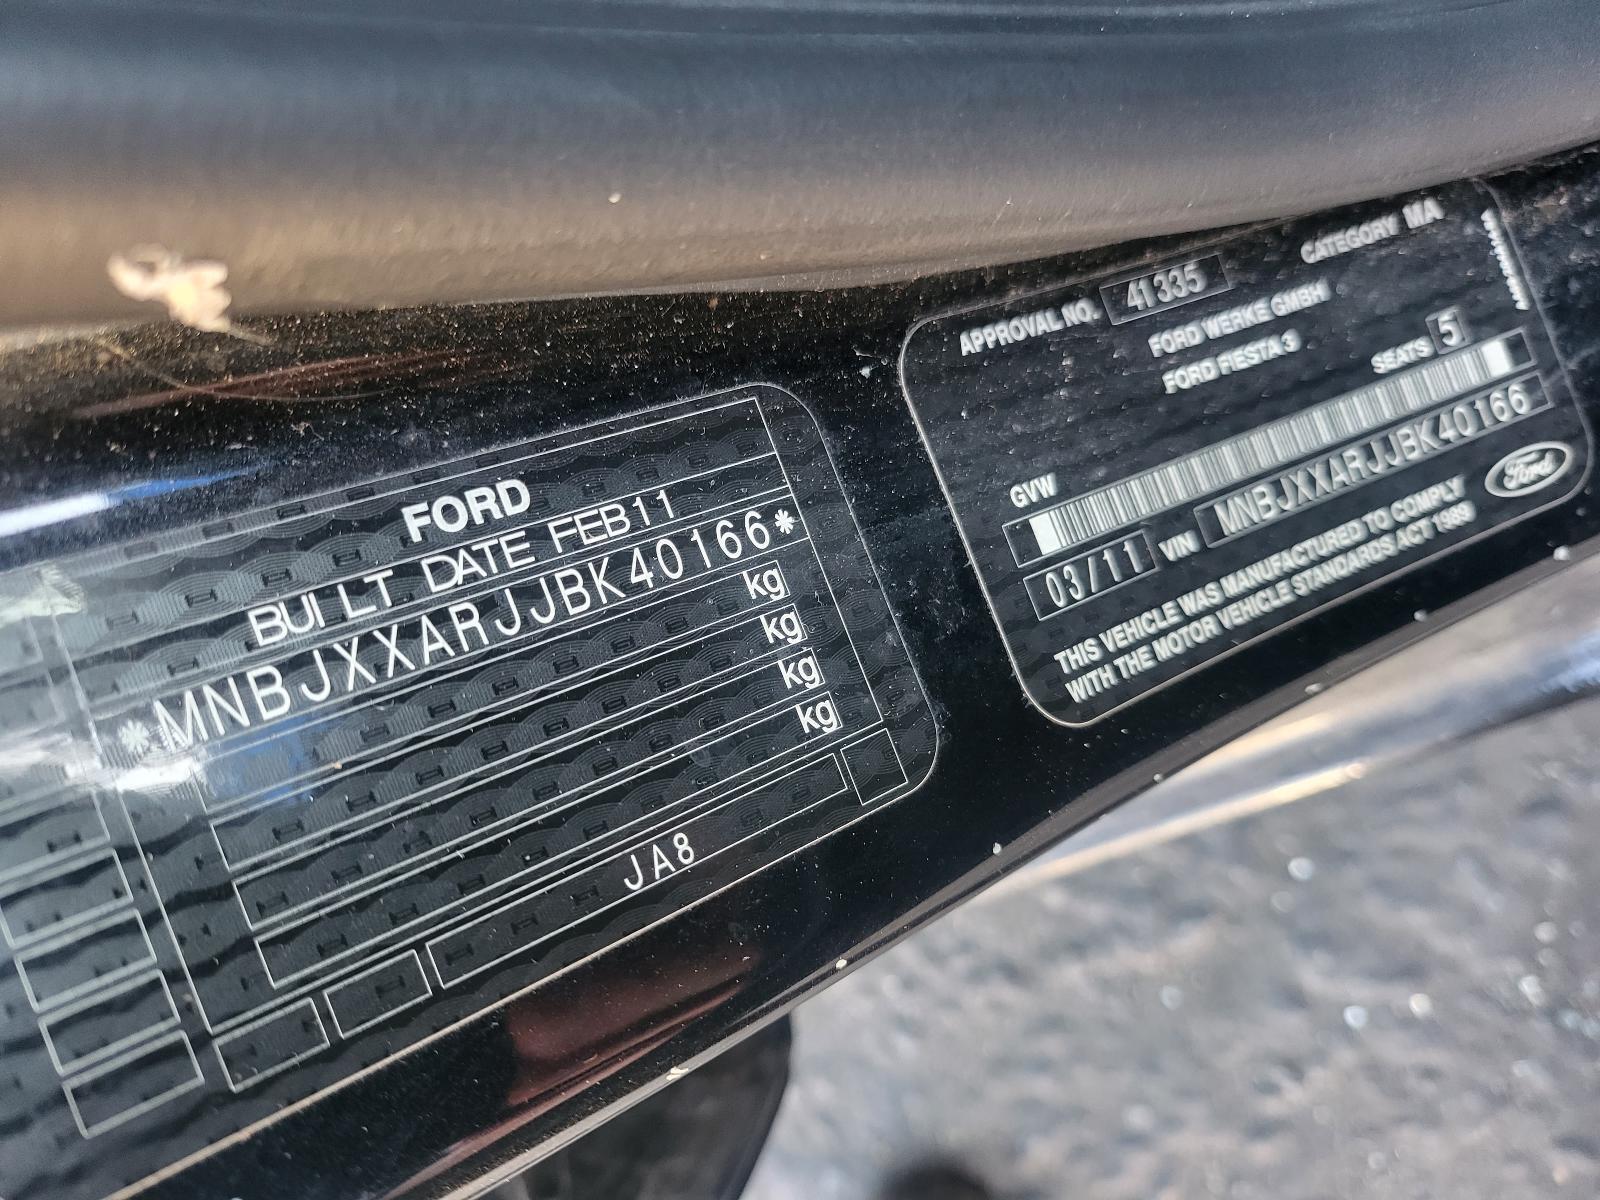 FORD
BUILT DATE FEB 11
*MNBJXXARJJBK40166*
kg
kg
kg
kg
JA8
APPROVAL NO. 41335 CATEGORY MA
FORD WERKE GMBH
FORD FIESTA 3
GVW SEATS 5
03/11 VIN MNBJXXARJJBK40166
THIS VEHICLE WAS MANUFACTURED TO COMPLY
WITH THE MOTOR VEHICLE STANDARDS ACT 1989
Ford